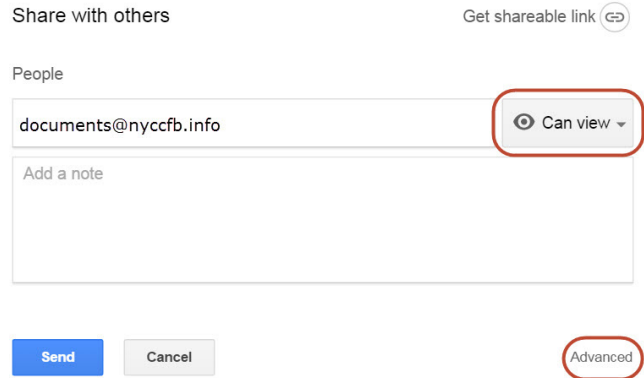 Share with others
Get shareable link
People
documents@nyccfb.info
Can view
Add a note
Send
Cancel
Advanced